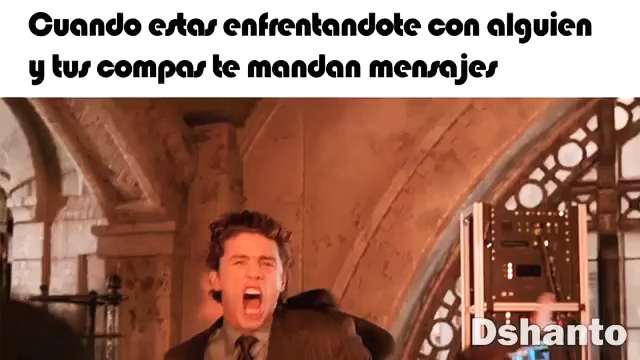 Cuando estas enfrentandote con alguien
y tus compas te mandan mensajes
Dshanto